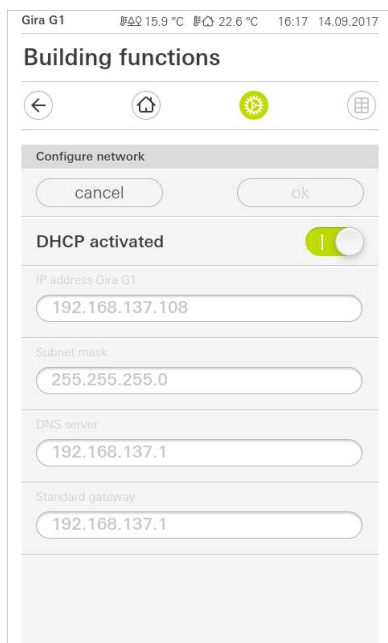 Gira G1 15.9 °C 22.6 °C 16:17 14.09.2017
Building functions
Configure network
cancel ok
DHCP activated
IP address Gira G1
192.168.137.108
Subnet mask
255.255.255.0
DNS server
192.168.137.1
Standard gateway
192.168.137.1